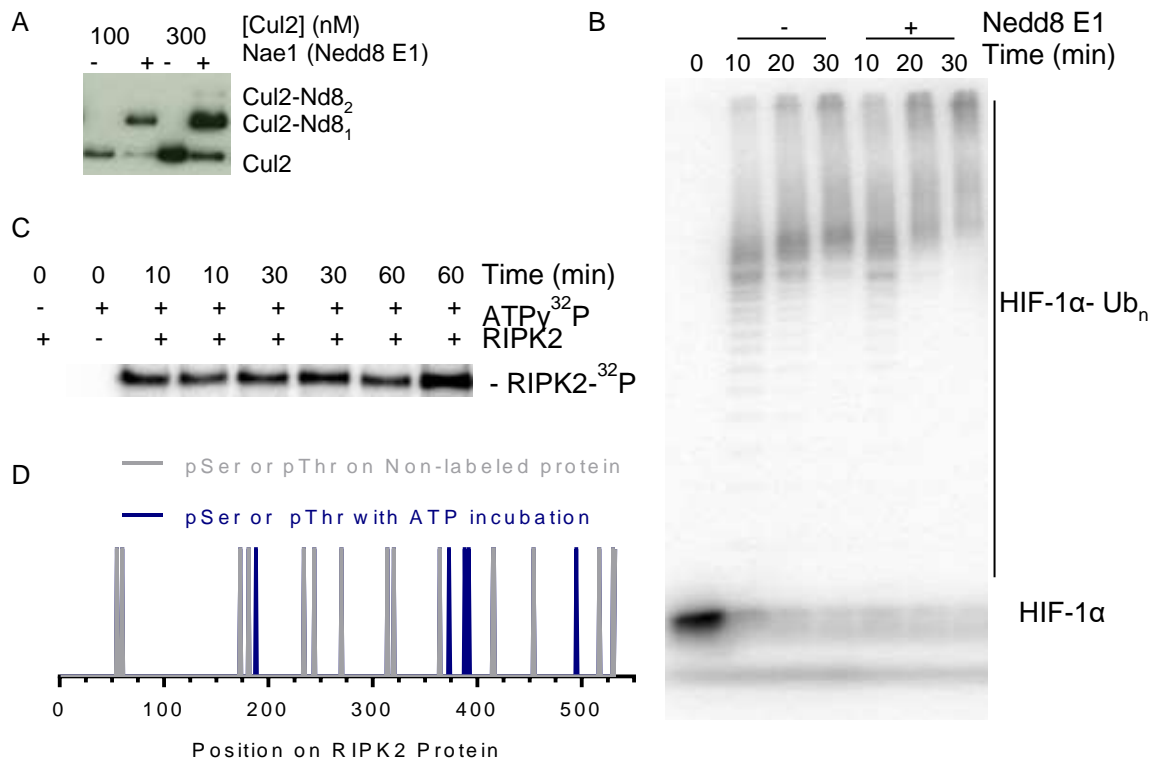 A
[Cul2] (nM)
100 300
Nae1 (Nedd8 E1)
- + - +
Cul2-Nd8₂
Cul2-Nd8₁
Cul2
B
Nedd8 E1
- +
0 10 20 30 10 20 30 Time (min)
HIF-1α- Ubₙ
HIF-1α
C
0 0 10 10 30 30 60 60 Time (min)
- + + + + + + + ATPγ³²P
+ - + + + + + + RIPK2
- RIPK2-³²P
D
pSer or pThr on Non-labeled protein
pSer or pThr with ATP incubation
0 100 200 300 400 500
Position on RIPK2 Protein